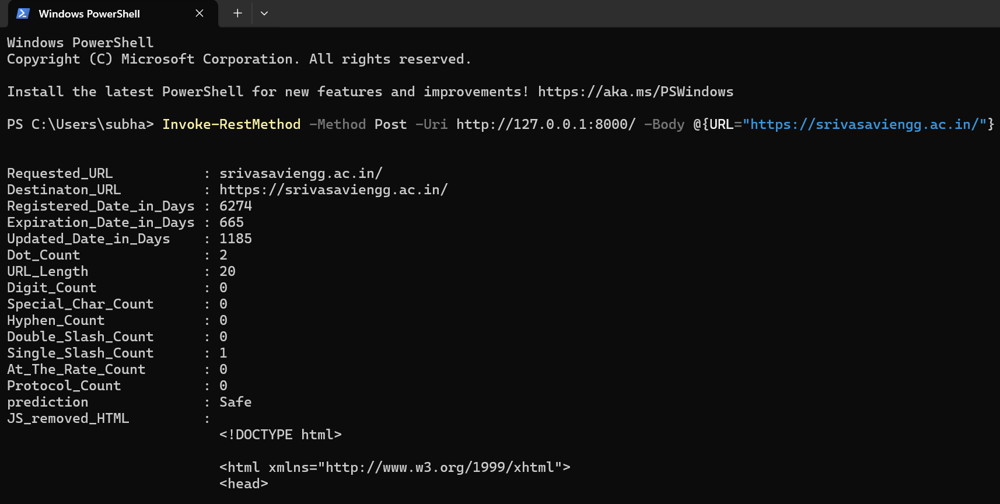 Windows PowerShell
Windows PowerShell
Copyright (C) Microsoft Corporation. All rights reserved.
Install the latest PowerShell for new features and improvements! https://aka.ms/PSWindows
PS C:\Users\subha> Invoke-RestMethod -Method Post -Uri http://127.0.0.1:8000/ -Body @{URL="https://srivasaviengg.ac.in/"}
Requested_URL : srivasaviengg.ac.in/
Destinaton_URL : https://srivasaviengg.ac.in/
Registered_Date_in_Days : 6274
Expiration_Date_in_Days : 665
Updated_Date_in_Days : 1185
Dot_Count : 2
URL_Length : 20
Digit_Count : 0
Special_Char_Count : 0
Hyphen_Count : 0
Double_Slash_Count : 0
Single_Slash_Count : 1
At_The_Rate_Count : 0
Protocol_Count : 0
prediction : Safe
JS_removed_HTML :
<!DOCTYPE html>
<html xmlns="http://www.w3.org/1999/xhtml">
<head>